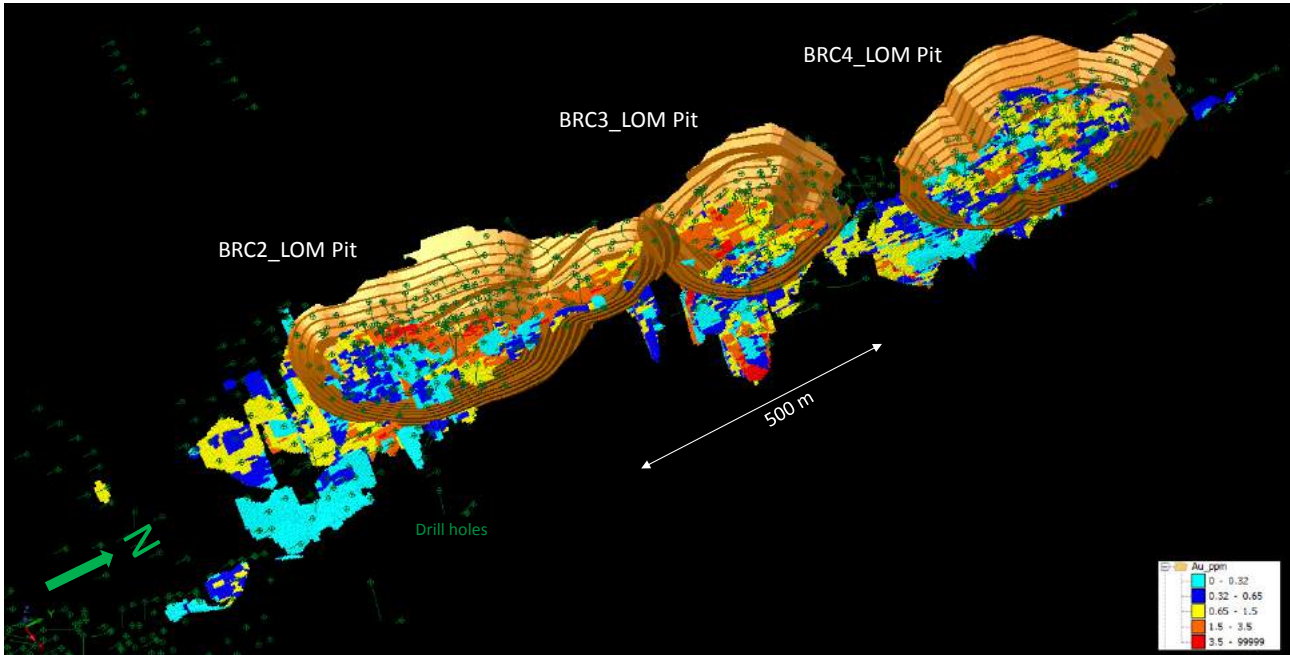 BRC4_LOM Pit
BRC3_LOM Pit
BRC2_LOM Pit
500 m
Drill holes
N
Au_ppm
0 - 0.32
0.32 - 0.65
0.65 - 1.5
1.5 - 3.5
3.5 - 99999